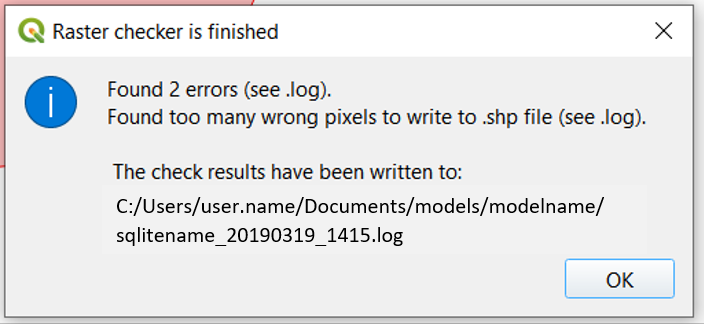 Raster checker is finished
Found 2 errors (see .log).
Found too many wrong pixels to write to .shp file (see .log).
The check results have been written to:
C:/Users/user.name/Documents/models/modelname/
sqlitename_20190319_1415.log
OK